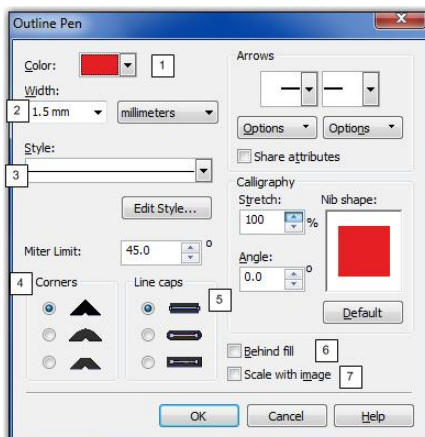 Outline Pen
Color:
1
Width:
2
1.5 mm
millimeters
Style:
3
Edit Style...
Miter Limit:
45.0
°
4
Corners
Line caps
5
Arrows
Options
Options
Share attributes
Calligraphy
Stretch:
Nib shape:
100
%
Angle:
0.0
°
Default
Behind fill
6
Scale with image
7
OK
Cancel
Help